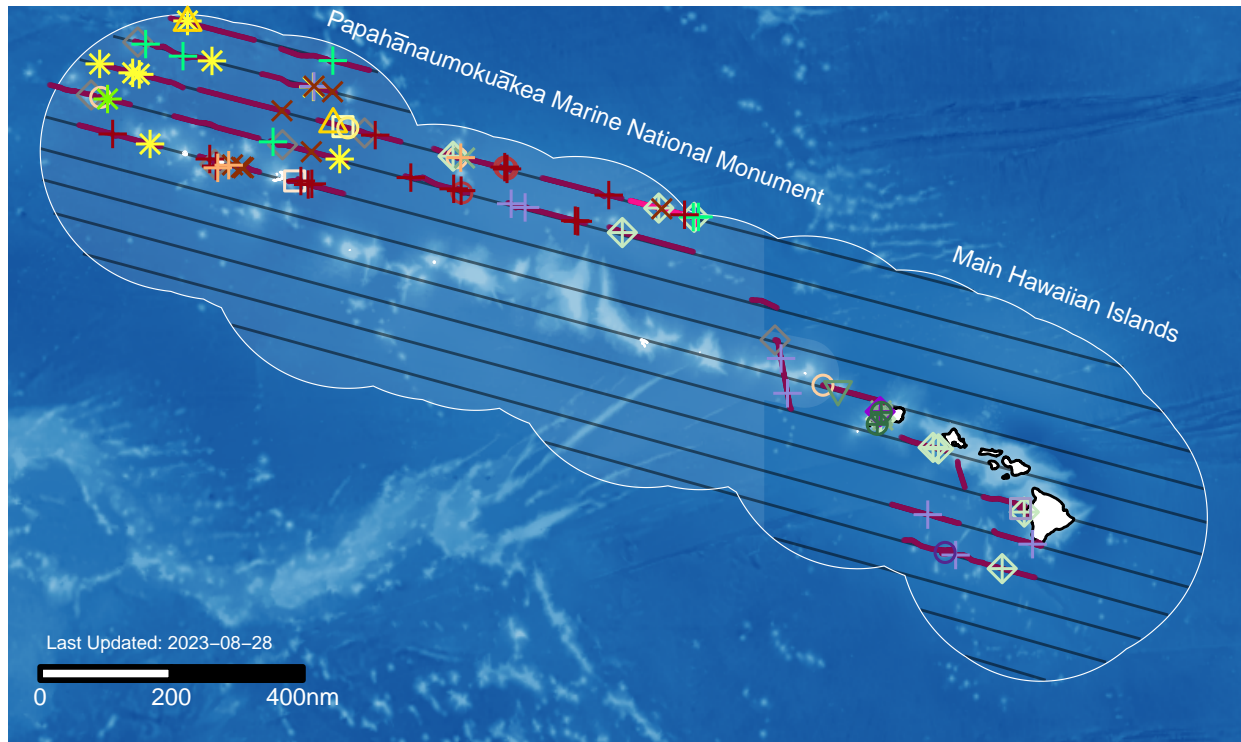 Papahānaumokuākea Marine National Monument
Main Hawaiian Islands
Last Updated: 2023−08−28
0 200 400nm